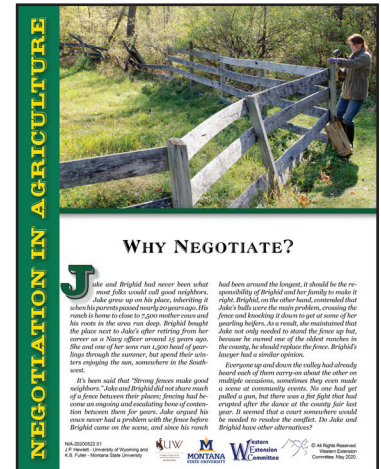 NEGOTIATION IN AGRICULTURE
WHY NEGOTIATE?
Jake and Brighid had never been what
most folks would call good neighbors.
Jake grew up on his place, inheriting it
when his parents passed nearly 20 years ago. His
ranch is home to 7,500 mother cows and
his roots in the area run deep. Brighid bought
the place next to Jake's after retiring from her
career as a Navy officer around 15 years ago.
She and one of her sons run 1,500 head of year-
lings through the summer, but spend their win-
ters enjoying the sun, somewhere in the South-
west.
It's been said that "Strong fences make good
neighbors." Jake and Brighid did not share much
of a fence between their places; fencing had be-
come an ongoing and escalating bone of conten-
tion between them for years. Jake argued his
cows never had a problem with the fence before
Brighid came on the scene, and since his ranch
had been around the longest, it should be the re-
sponsibility of Brighid and her family to make it
right. Brighid, on the other hand, contended that
Jake's bulls were the main problem, crossing the
fence and knocking it down to get at some of her
yearling heifers. As a result, she maintained that
Jake not only needed to stand the fence up but,
because he owned one of the oldest ranches in
the county, he should replace the fence. Brighid's
lawyer had a similar opinion.
Everyone up and down the valley had already
heard each of them carry-on about the other on
multiple occasions, sometimes they even made
a scene at community events. No one had yet
pulled a gun, but there was a fist fight that had
erupted after the dance at the county fair last
year. It seemed that a court somewhere would
be needed to resolve the conflict. Do Jake and
Brighid have other alternatives?
NIA-20200522.01
J.P. Hewlett - University of Wyoming and
K.B. Fuller - Montana State University
UW
M
MONTANA
STATE UNIVERSITY
Western
Extension
Committee
© All Rights Reserved.
Western Extension
Committee. May 2020.